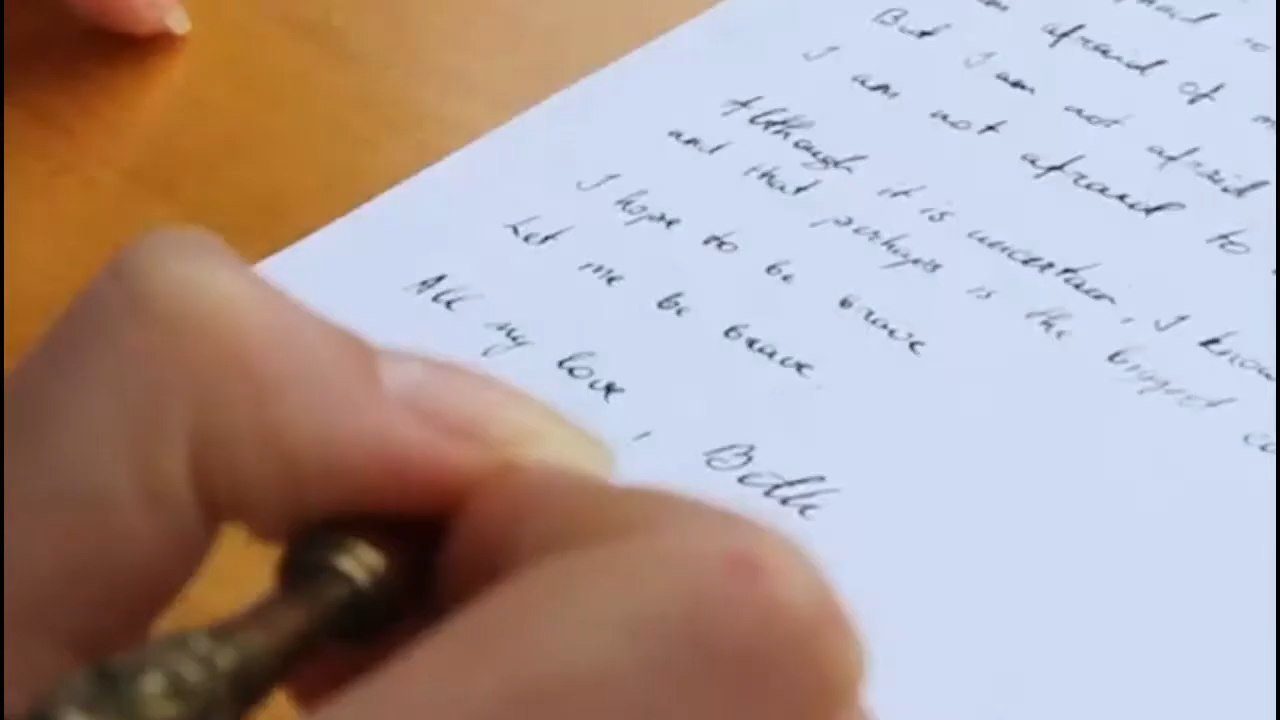 afraid of
But I am not afraid
I am not afraid to
Although it is uncertain, I know
and that perhaps is the biggest
I hope to be brave
Let me be brave.
All my love, Belle